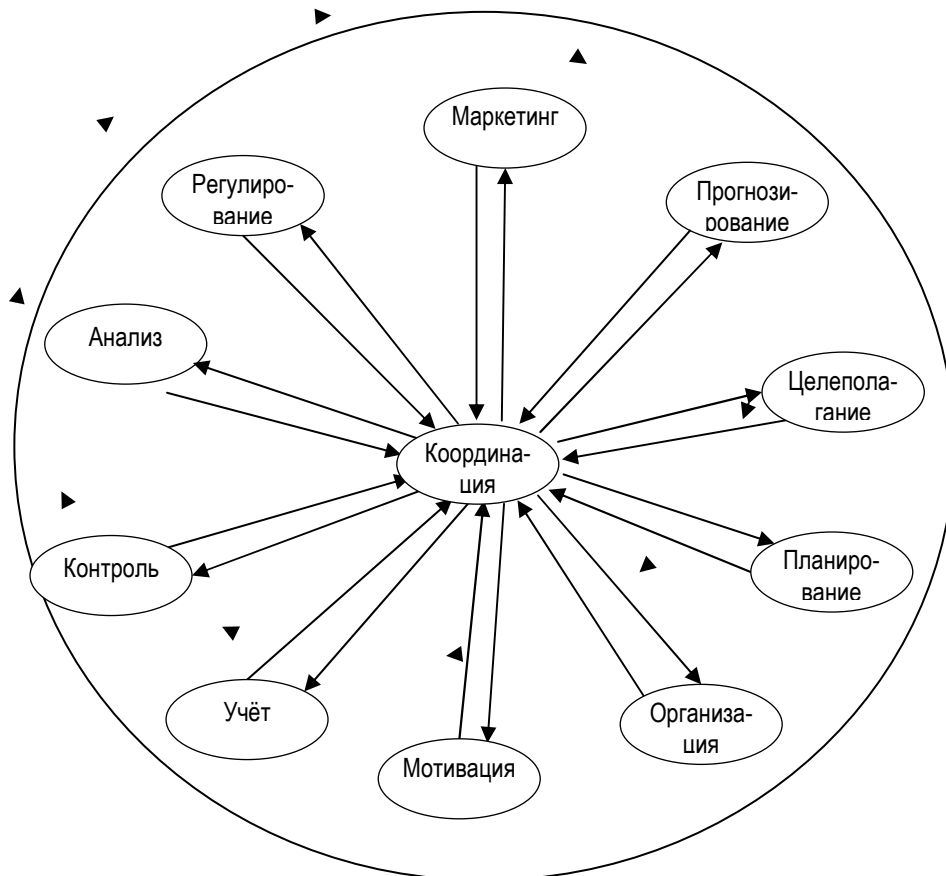 Маркетинг
Регулиро-
вание
Прогнози-
рование
Анализ
Целепола-
гание
Координа-
ция
Контроль
Планиро-
вание
Учёт
Организа-
ция
Мотивация